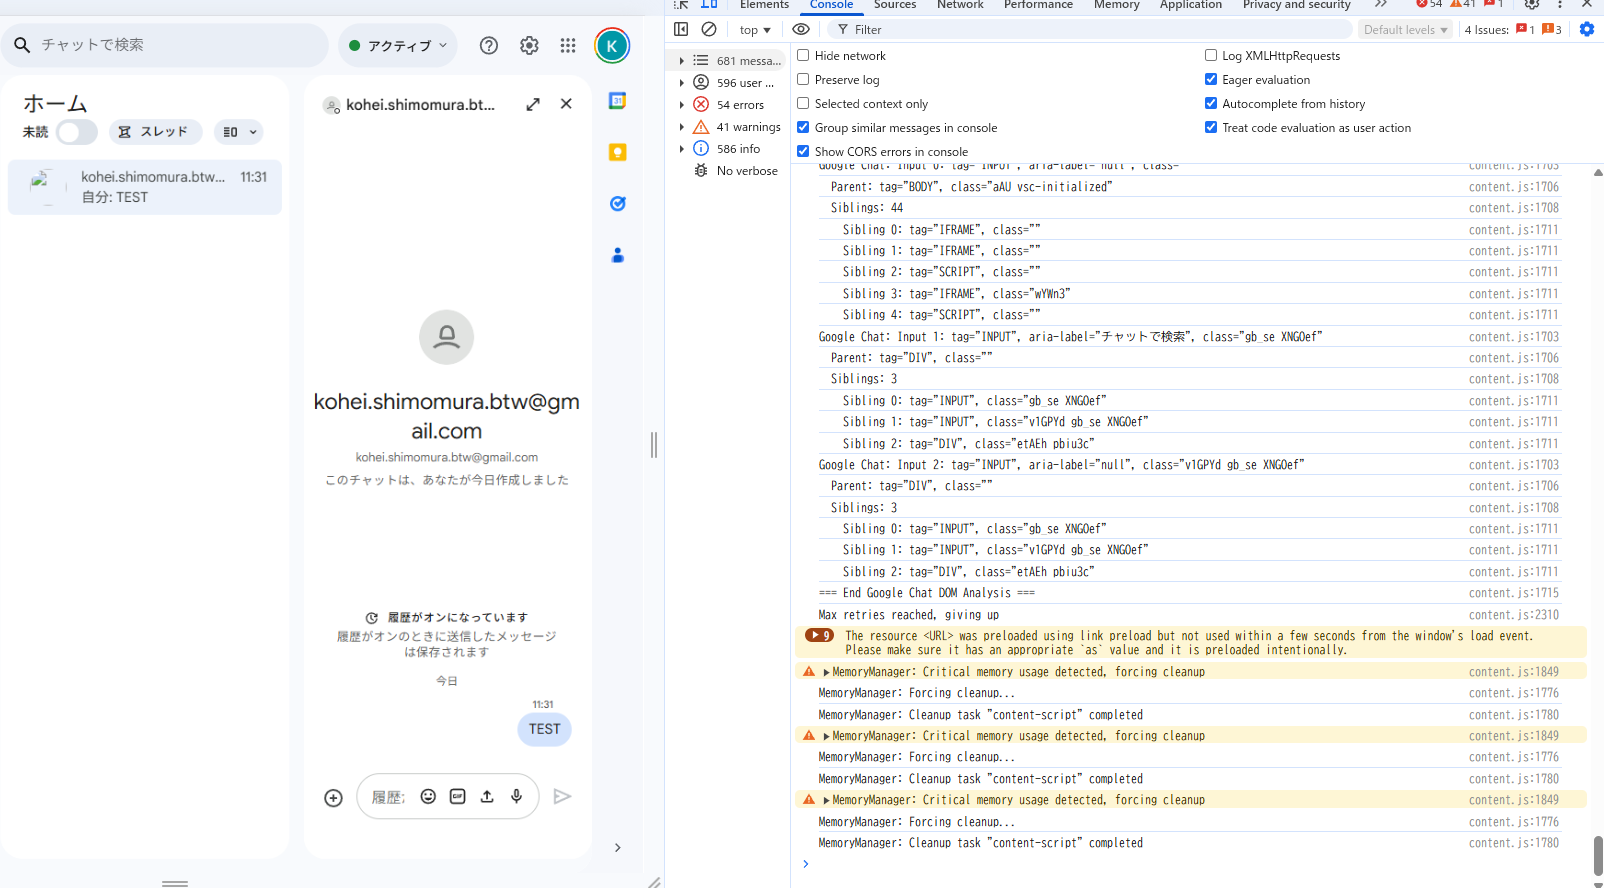 チャットで検索
アクティブ
K
ホーム
未読
スレッド
kohei.shimomura.btw... 11:31
自分: TEST
kohei.shimomura.bt...
kohei.shimomura.btw@gm
ail.com
kohei.shimomura.btw@gmail.com
このチャットは、あなたが今日作成しました
履歴がオンになっています
履歴がオンのときに送信したメッセージ
は保存されます
今日
11:31
TEST
履歴
GIF
31
Elements Console Sources Network Performance Memory Application Privacy and security 54 41 1
top Filter Default levels 4 Issues: 1 3
681 messa...
596 user ...
54 errors
41 warnings
586 info
No verbose
Hide network
Preserve log
Selected context only
Group similar messages in console
Show CORS errors in console
Log XMLHttpRequests
Eager evaluation
Autocomplete from history
Treat code evaluation as user action
Google Chat: Input 0: tag="INPUT", aria-label="null", class="" content.js:1703
Parent: tag="BODY", class="aAU vsc-initialized" content.js:1706
Siblings: 44 content.js:1708
Sibling 0: tag="IFRAME", class="" content.js:1711
Sibling 1: tag="IFRAME", class="" content.js:1711
Sibling 2: tag="SCRIPT", class="" content.js:1711
Sibling 3: tag="IFRAME", class="wYWn3" content.js:1711
Sibling 4: tag="SCRIPT", class="" content.js:1711
Google Chat: Input 1: tag="INPUT", aria-label="チャットで検索", class="gb_se XNGOef" content.js:1703
Parent: tag="DIV", class="" content.js:1706
Siblings: 3 content.js:1708
Sibling 0: tag="INPUT", class="gb_se XNGOef" content.js:1711
Sibling 1: tag="INPUT", class="v1GPYd gb_se XNGOef" content.js:1711
Sibling 2: tag="DIV", class="etAEh pbiu3c" content.js:1711
Google Chat: Input 2: tag="INPUT", aria-label="null", class="v1GPYd gb_se XNGOef" content.js:1703
Parent: tag="DIV", class="" content.js:1706
Siblings: 3 content.js:1708
Sibling 0: tag="INPUT", class="gb_se XNGOef" content.js:1711
Sibling 1: tag="INPUT", class="v1GPYd gb_se XNGOef" content.js:1711
Sibling 2: tag="DIV", class="etAEh pbiu3c" content.js:1711
=== End Google Chat DOM Analysis === content.js:1715
Max retries reached, giving up content.js:2310
9 The resource <URL> was preloaded using link preload but not used within a few seconds from the window's load event.
Please make sure it has an appropriate `as` value and it is preloaded intentionally.
MemoryManager: Critical memory usage detected, forcing cleanup content.js:1849
MemoryManager: Forcing cleanup... content.js:1776
MemoryManager: Cleanup task "content-script" completed content.js:1780
MemoryManager: Critical memory usage detected, forcing cleanup content.js:1849
MemoryManager: Forcing cleanup... content.js:1776
MemoryManager: Cleanup task "content-script" completed content.js:1780
MemoryManager: Critical memory usage detected, forcing cleanup content.js:1849
MemoryManager: Forcing cleanup... content.js:1776
MemoryManager: Cleanup task "content-script" completed content.js:1780